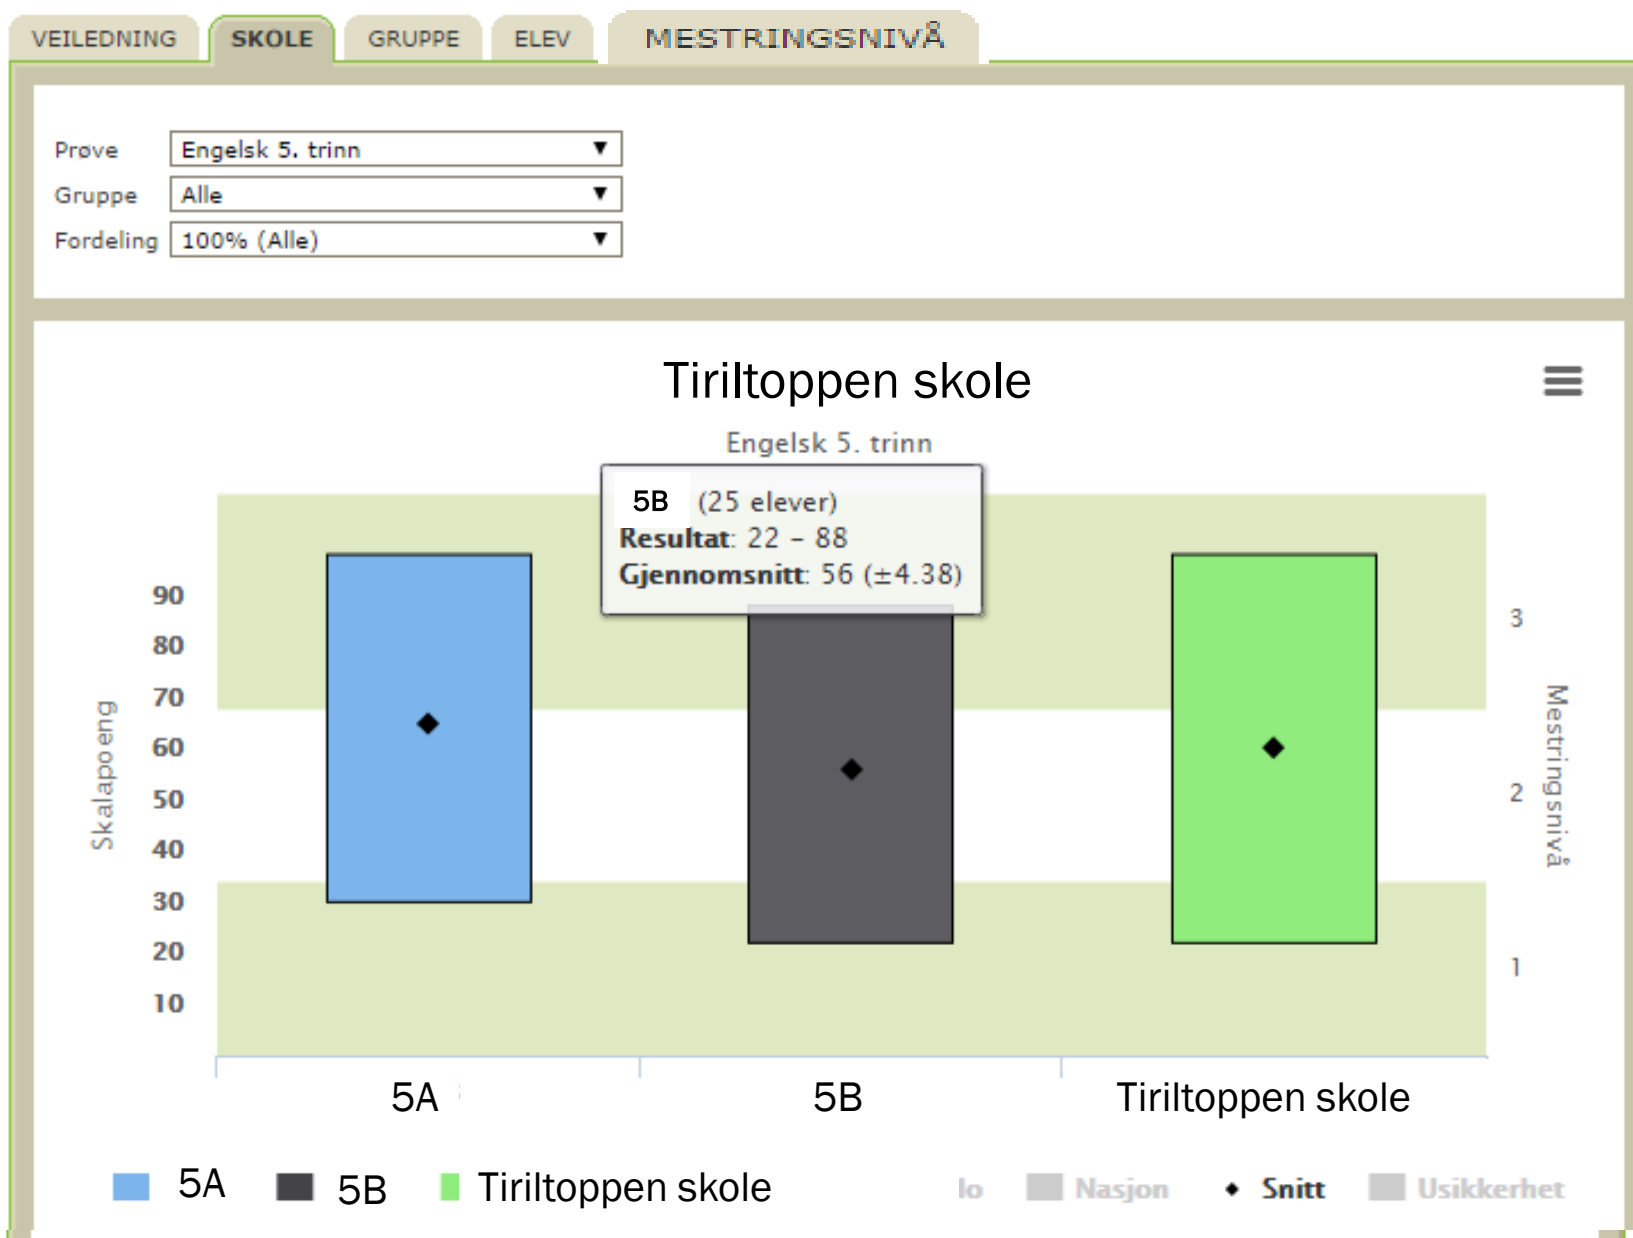 VEILEDNING SKOLE GRUPPE ELEV MESTRINGSNIVÅ
Prøve Engelsk 5. trinn
Gruppe Alle
Fordeling 100% (Alle)
Tiriltoppen skole
Engelsk 5. trinn
5B (25 elever)
Resultat: 22 – 88
Gjennomsnitt: 56 (±4.38)
90
80
70
60
50
40
30
20
10
Skalapoeng
3
2
1
Mestringsnivå
5A 5B Tiriltoppen skole
5A 5B Tiriltoppen skole lo Nasjon Snitt Usikkerhet